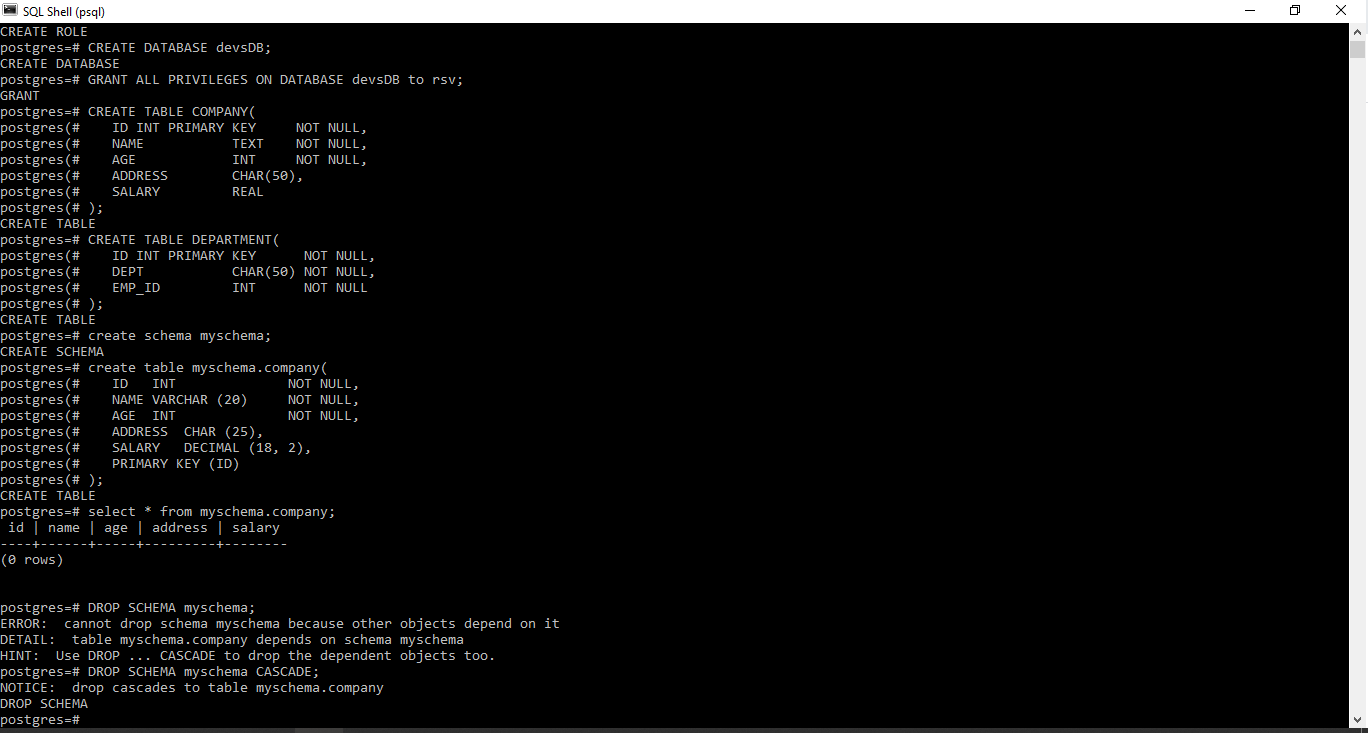 SQL Shell (psql)
CREATE ROLE
postgres=# CREATE DATABASE devsDB;
CREATE DATABASE
postgres=# GRANT ALL PRIVILEGES ON DATABASE devsDB to rsv;
GRANT
postgres=# CREATE TABLE COMPANY(
postgres(#    ID INT PRIMARY KEY     NOT NULL,
postgres(#    NAME           TEXT    NOT NULL,
postgres(#    AGE            INT     NOT NULL,
postgres(#    ADDRESS        CHAR(50),
postgres(#    SALARY         REAL
postgres(# );
CREATE TABLE
postgres=# CREATE TABLE DEPARTMENT(
postgres(#    ID INT PRIMARY KEY      NOT NULL,
postgres(#    DEPT           CHAR(50) NOT NULL,
postgres(#    EMP_ID         INT      NOT NULL
postgres(# );
CREATE TABLE
postgres=# create schema myschema;
CREATE SCHEMA
postgres=# create table myschema.company(
postgres(#    ID   INT              NOT NULL,
postgres(#    NAME VARCHAR (20)     NOT NULL,
postgres(#    AGE  INT              NOT NULL,
postgres(#    ADDRESS  CHAR (25),
postgres(#    SALARY   DECIMAL (18, 2),
postgres(#    PRIMARY KEY (ID)
postgres(# );
CREATE TABLE
postgres=# select * from myschema.company;
 id | name | age | address | salary
----+------+-----+---------+--------
(0 rows)
postgres=# DROP SCHEMA myschema;
ERROR:  cannot drop schema myschema because other objects depend on it
DETAIL:  table myschema.company depends on schema myschema
HINT:  Use DROP ... CASCADE to drop the dependent objects too.
postgres=# DROP SCHEMA myschema CASCADE;
NOTICE:  drop cascades to table myschema.company
DROP SCHEMA
postgres=#